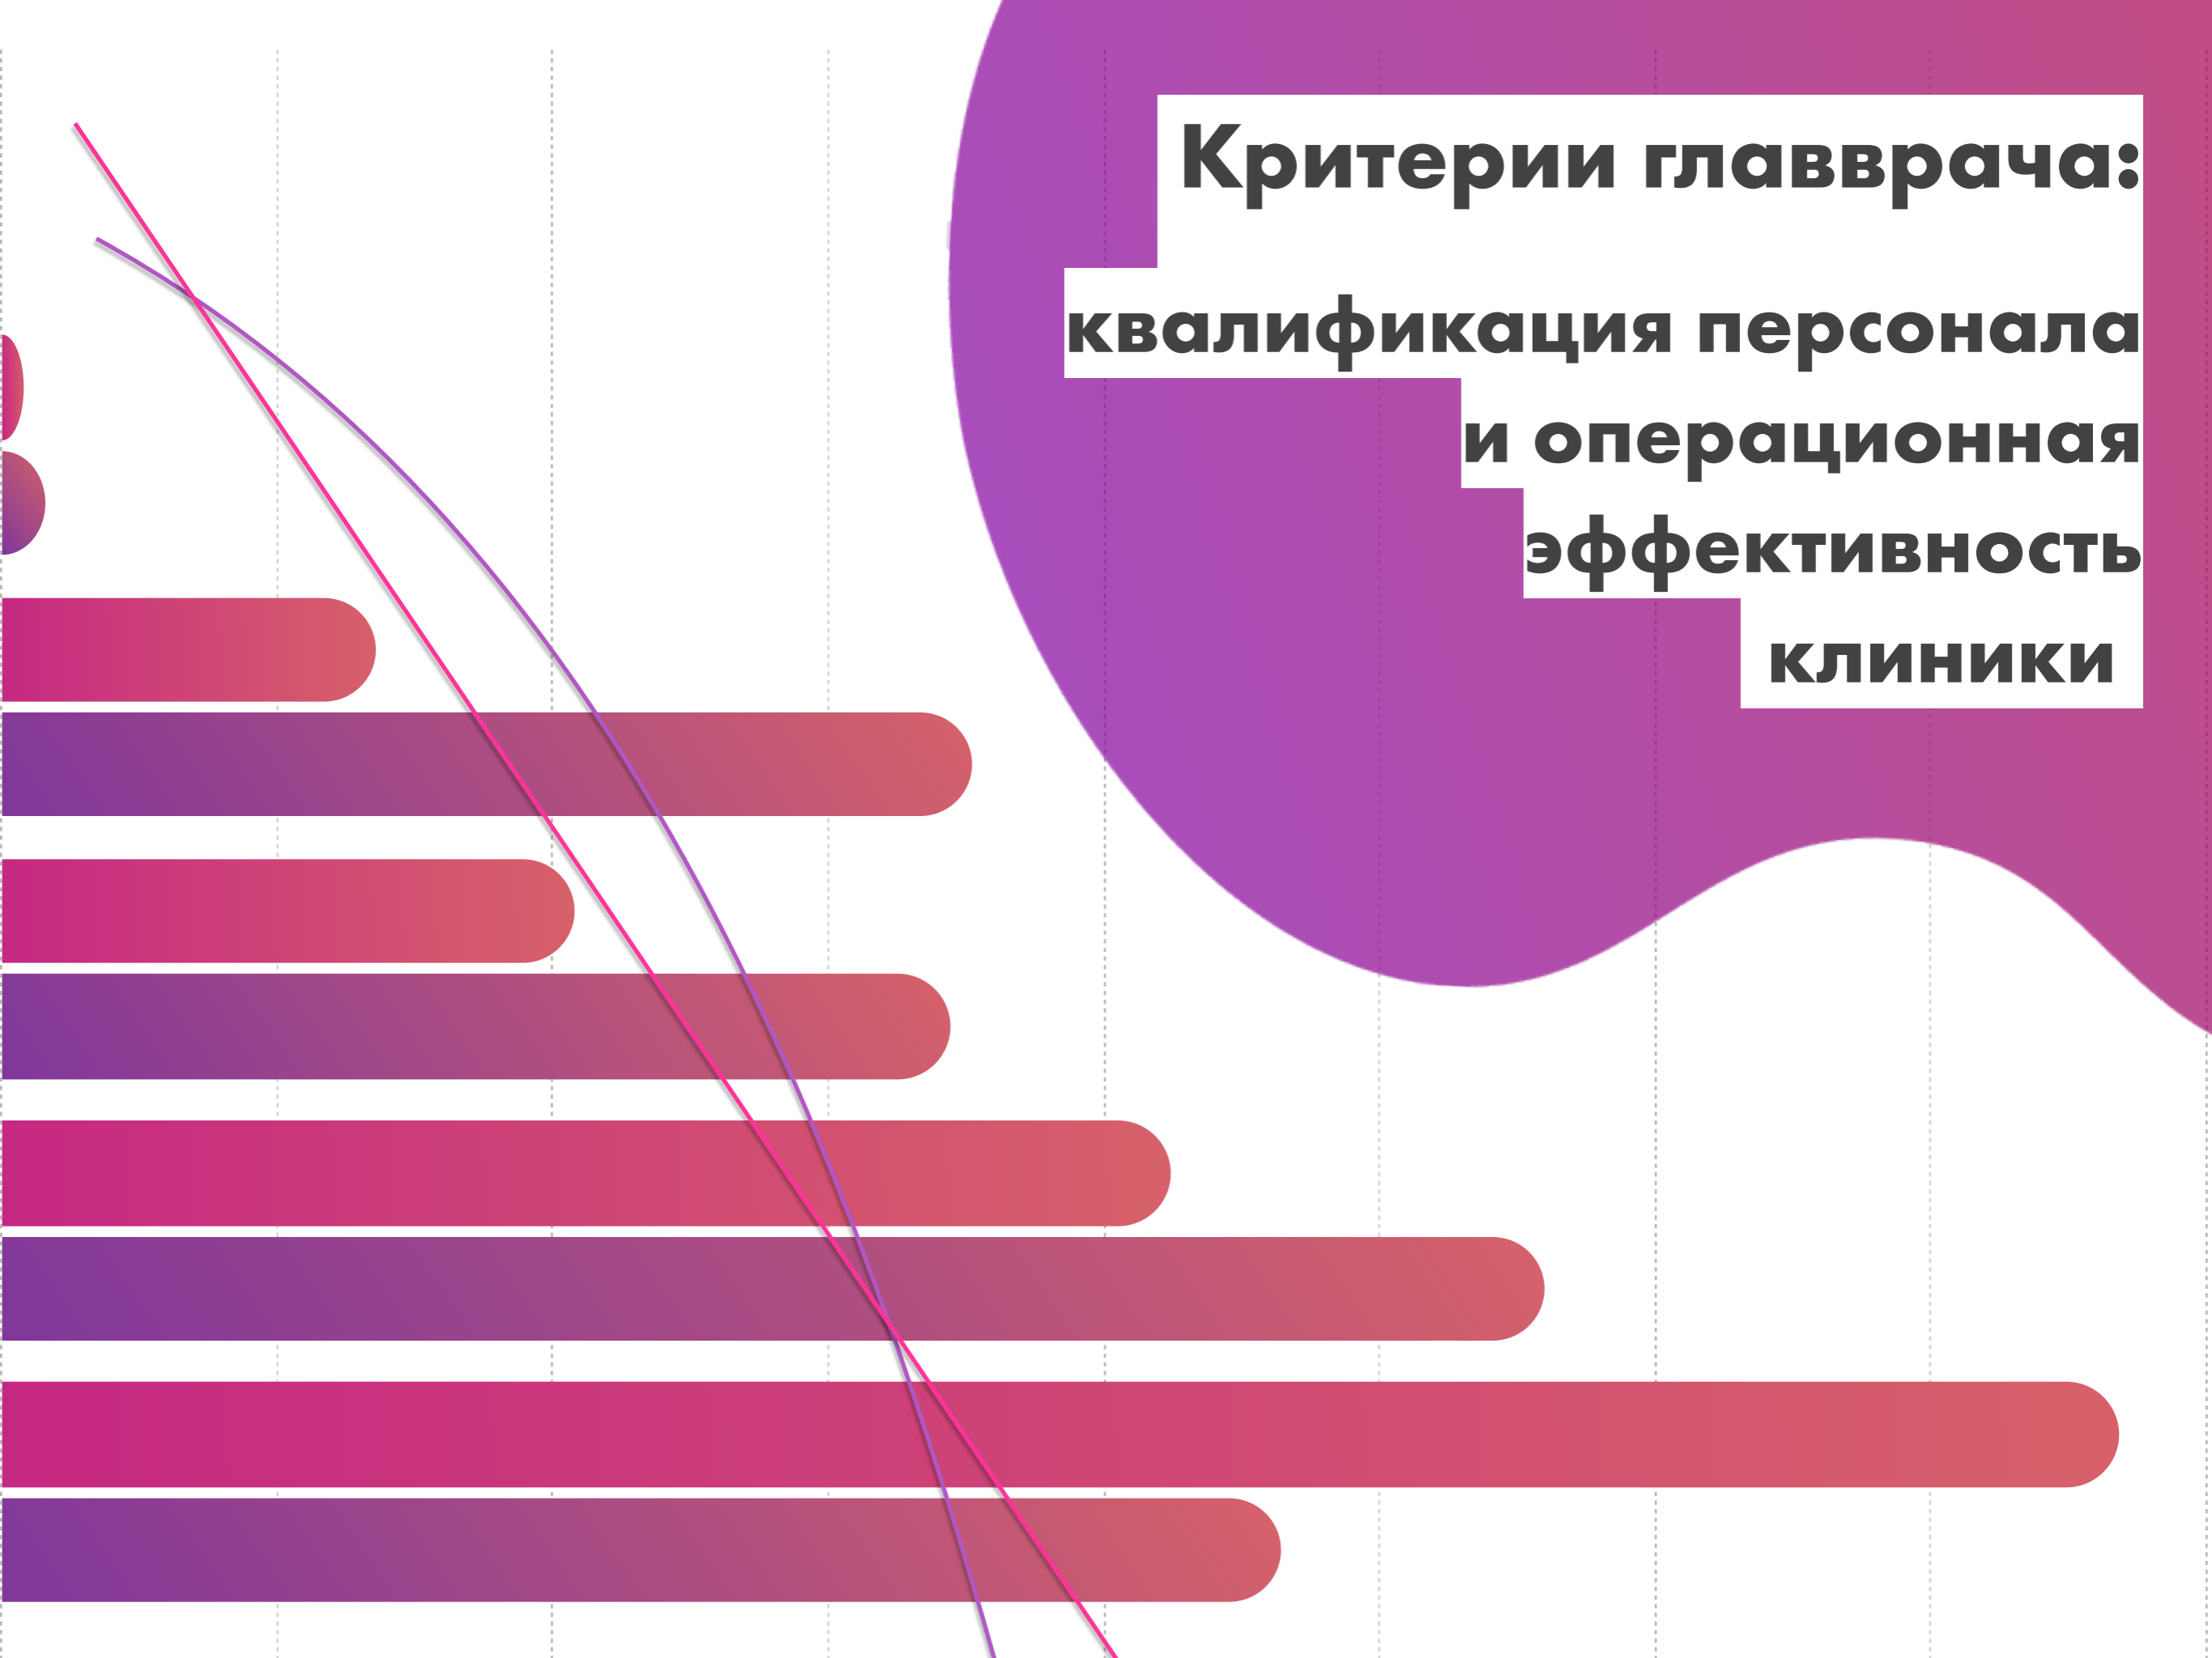 Критерии главврача:
квалификация персонала
и операционная
эффективность
клиники